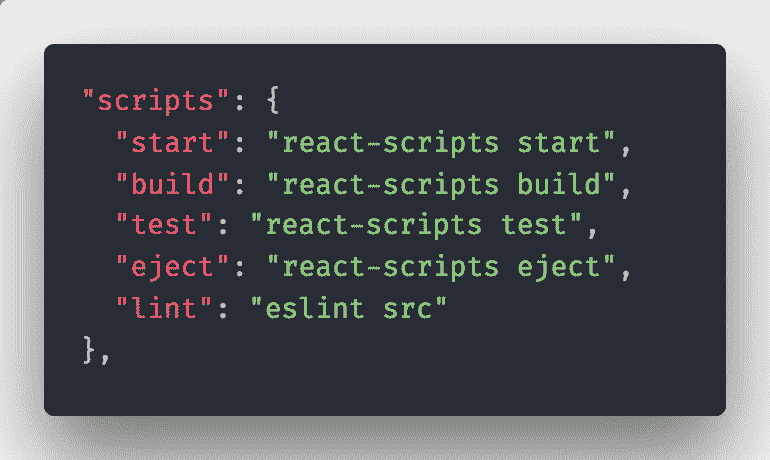 "scripts": {
  "start": "react-scripts start",
  "build": "react-scripts build",
  "test": "react-scripts test",
  "eject": "react-scripts eject",
  "lint": "eslint src"
},